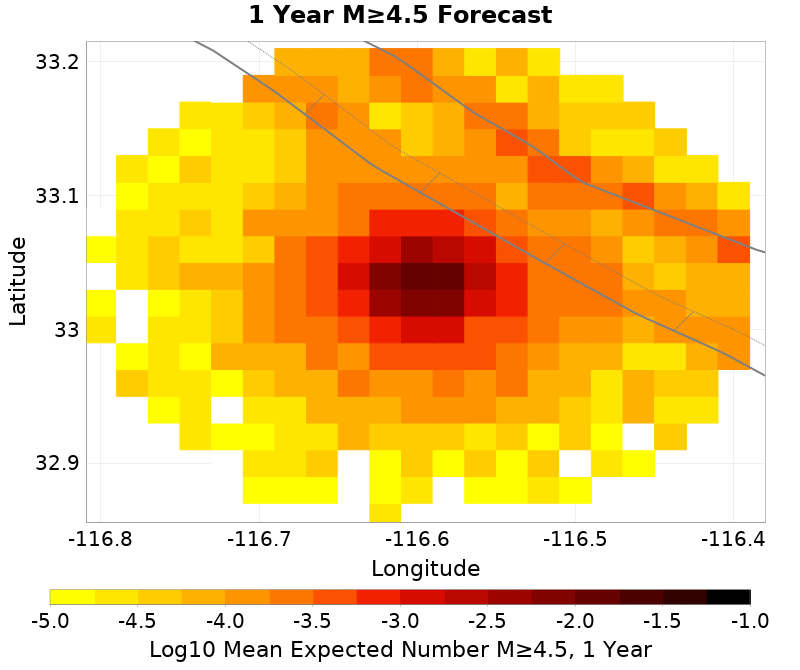 1 Year M≥4.5 Forecast
33.2
33.1
33
32.9
Latitude
-116.8 -116.7 -116.6 -116.5 -116.4
Longitude
-5.0 -4.5 -4.0 -3.5 -3.0 -2.5 -2.0 -1.5 -1.0
Log10 Mean Expected Number M≥4.5, 1 Year